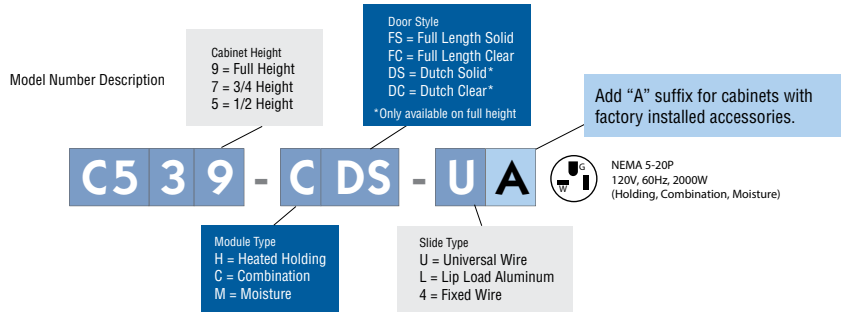 Door Style
FS = Full Length Solid
FC = Full Length Clear
DS = Dutch Solid*
DC = Dutch Clear*
*Only available on full height
Cabinet Height
9 = Full Height
7 = 3/4 Height
5 = 1/2 Height
Model Number Description
Add “A” suffix for cabinets with
factory installed accessories.
C5 3 9 - C DS - U A
G
W
NEMA 5-20P
120V, 60Hz, 2000W
(Holding, Combination, Moisture)
Module Type
H = Heated Holding
C = Combination
M = Moisture
Slide Type
U = Universal Wire
L = Lip Load Aluminum
4 = Fixed Wire